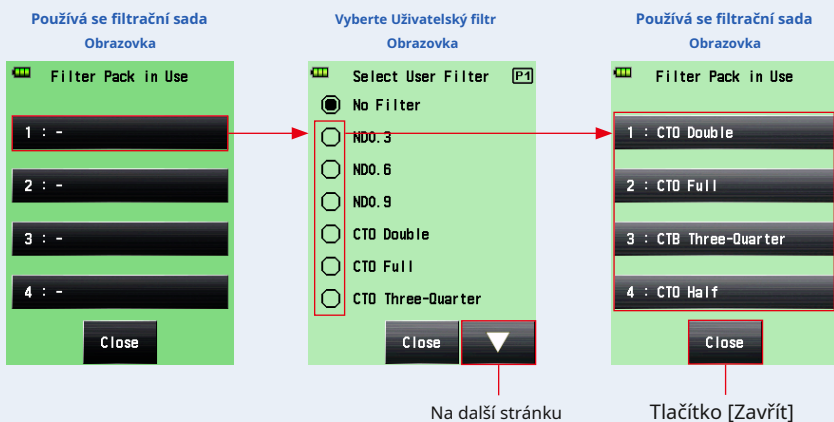 Používá se filtrační sada
Obrazovka
Filter Pack in Use
1 : -
2 : -
3 : -
4 : -
Close
Vyberte Uživatelský filtr
Obrazovka
Select User Filter P1
No Filter
ND0.3
ND0.6
ND0.9
CTO Double
CTO Full
CTO Three-Quarter
Close
Na další stránku
Používá se filtrační sada
Obrazovka
Filter Pack in Use
1 : CTO Double
2 : CTO Full
3 : CTB Three-Quarter
4 : CTO Half
Close
Tlačítko [Zavřít]